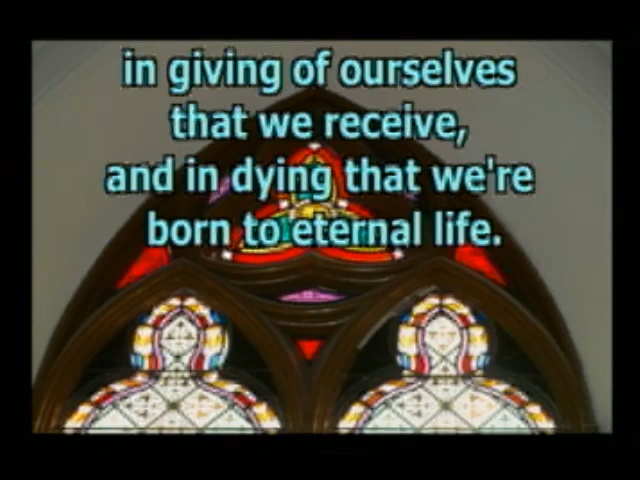 in giving of ourselves
that we receive,
and in dying that we're
born to eternal life.